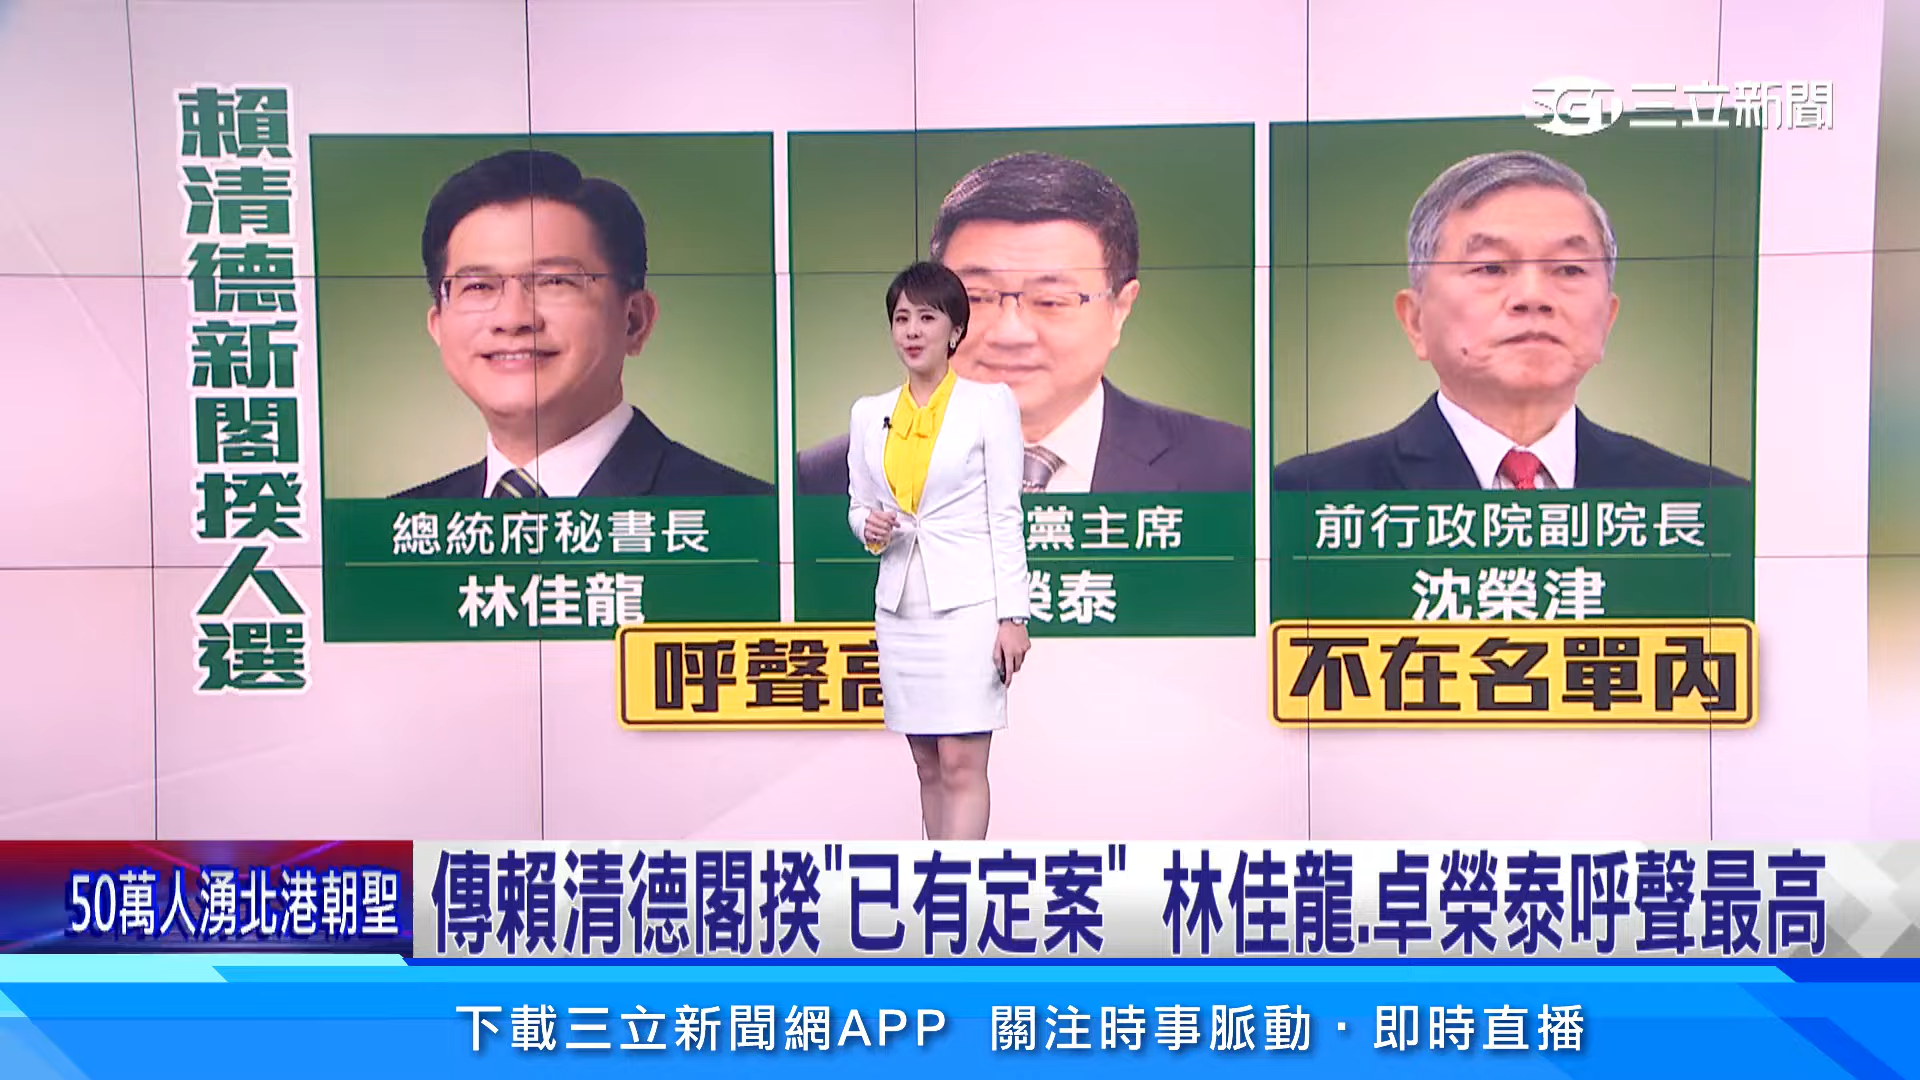 賴清德新閣揆人選
SET三立新聞
總統府秘書長
林佳龍
黨主席
榮泰
前行政院副院長
沈榮津
呼聲高
不在名單內
50萬人湧北港朝聖
傳賴清德閣揆"已有定案" 林佳龍.卓榮泰呼聲最高
下載三立新聞網APP 關注時事脈動・即時直播